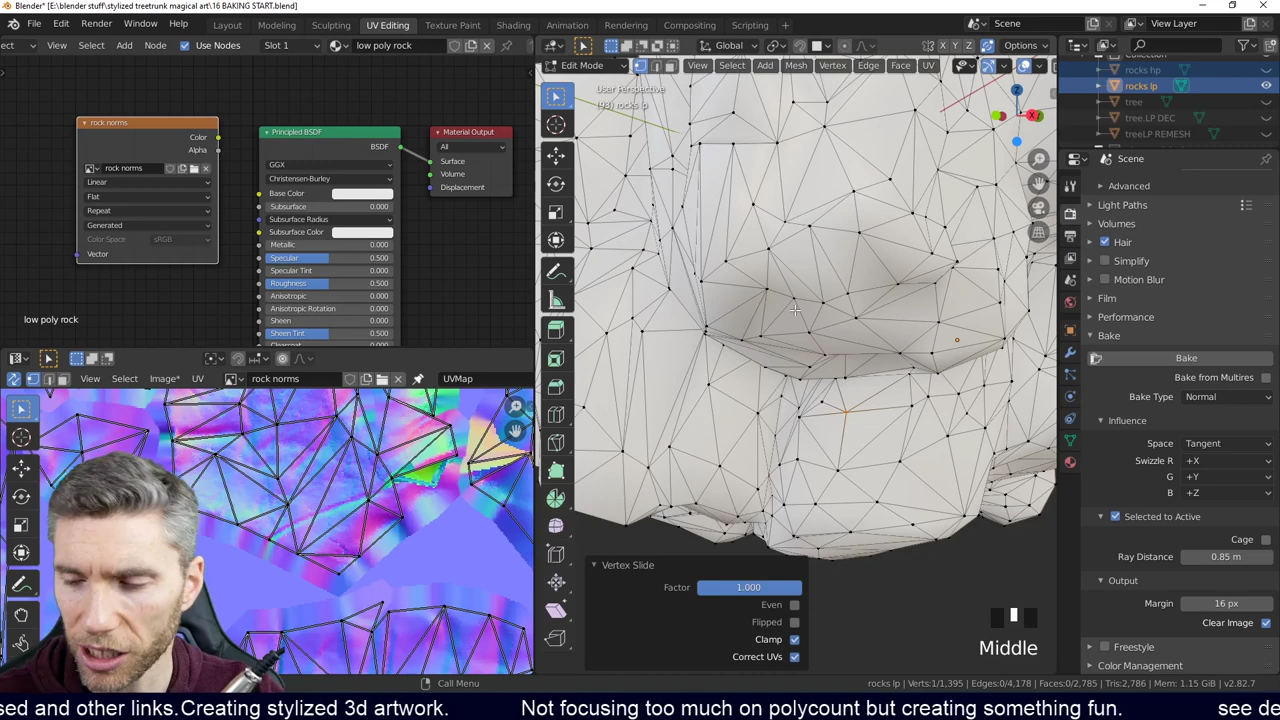 Blender* [E:\blender stuff\stylized treetrunk magical art\16 BAKING START.blend]
File Edit Render Window Help Layout Modeling Sculpting UV Editing Texture Paint Shading Animation Rendering Compositing Scripting Scene View Layer
ect View Select Add Node Use Nodes Slot 1 low poly rock Global X Y Z Options
Edit Mode View Select Add Mesh Vertex Edge Face UV
User Perspective
(93) rocks lp
Collection
rocks hp
rocks lp
tree
tree.LP DEC
treeLP REMESH
rock norms
Color
Alpha
rock norms
Linear
Flat
Repeat
Generated
Color Space sRGB
Vector
Principled BSDF
BSDF
GGX
Christensen-Burley
Base Color
Subsurface 0.000
Subsurface Radius
Subsurface Color
Metallic 0.000
Specular 0.500
Specular Tint 0.000
Roughness 0.500
Anisotropic 0.000
Anisotropic Rotation 0.000
Sheen 0.000
Sheen Tint 0.500
Material Output
All
Surface
Volume
Displacement
low poly rock
View Select Image* UV rock norms UVMap
Vertex Slide
Factor 1.000
Even
Flipped
Clamp
Correct UVs
Middle
Scene
Advanced
Light Paths
Volumes
Hair
Simplify
Motion Blur
Film
Performance
Bake
Bake
Bake from Multires
Bake Type Normal
Influence
Space Tangent
Swizzle R +X
G +Y
B +Z
Selected to Active
Cage
Ray Distance 0.85 m
Output
Margin 16 px
Clear Image
Freestyle
Color Management
Call Menu
rocks lp | Verts:1/1,395 | Edges:0/4,178 | Faces:0/2,785 | Tris:2,786 | Mem: 1.15 GiB | v2.82.7
sed and other links.Creating stylized 3d artwork. Not focusing too much on polycount but creating something fun. see de